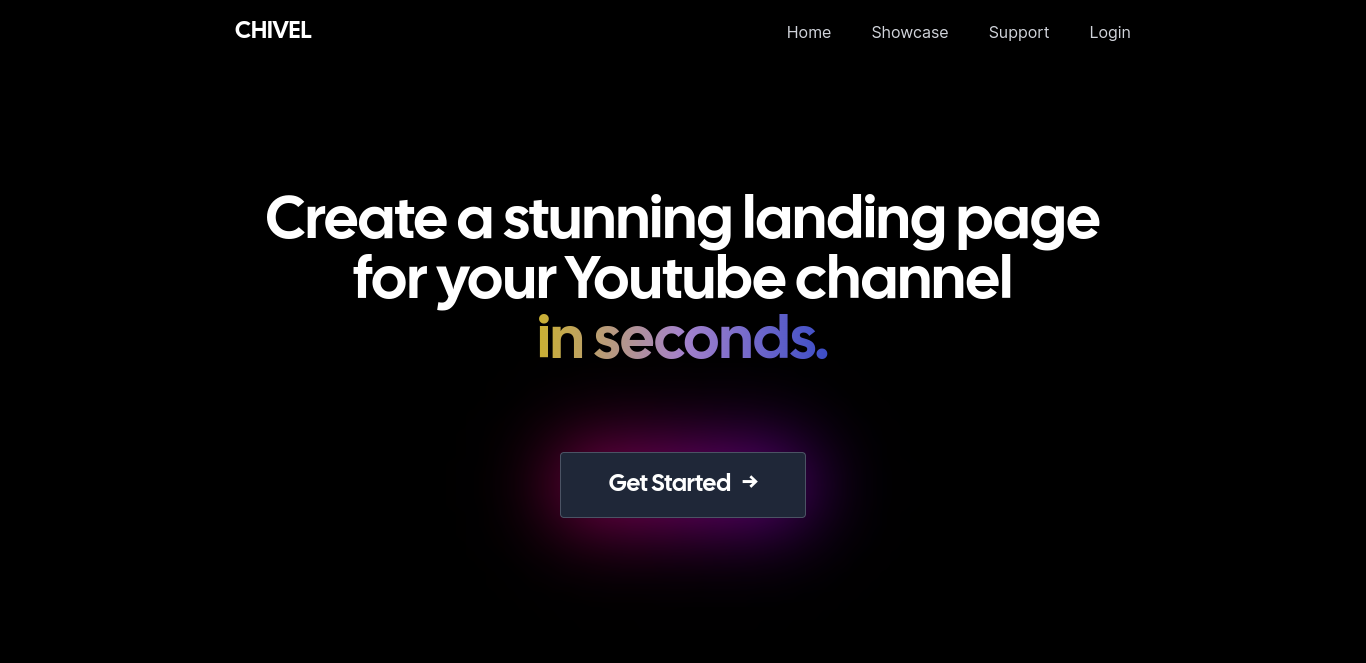 CHIVEL
Home Showcase Support Login
Create a stunning landing page
for your Youtube channel
in seconds.
Get Started →